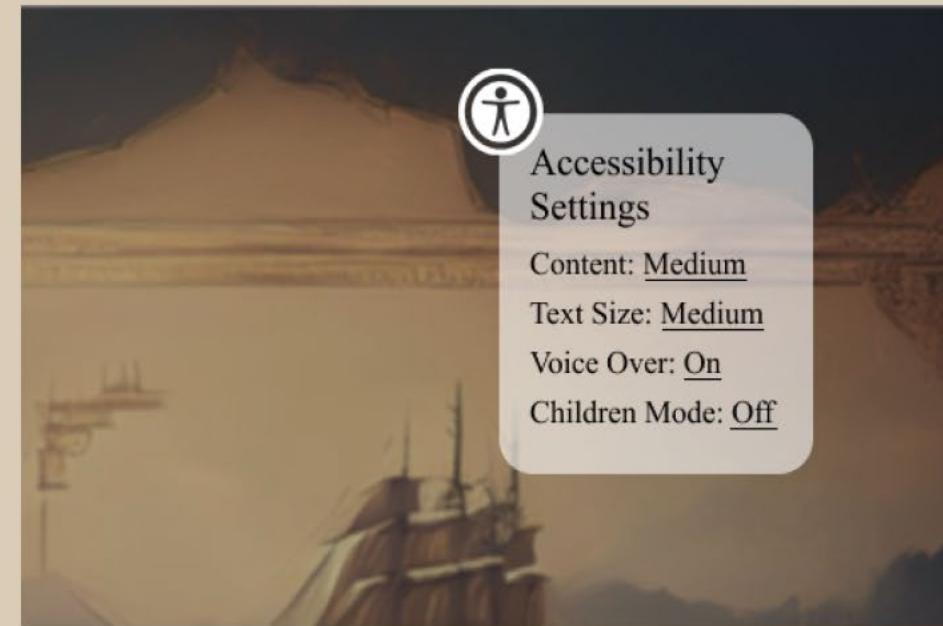 Accessibility
Settings
Content: Medium
Text Size: Medium
Voice Over: On
Children Mode: Off